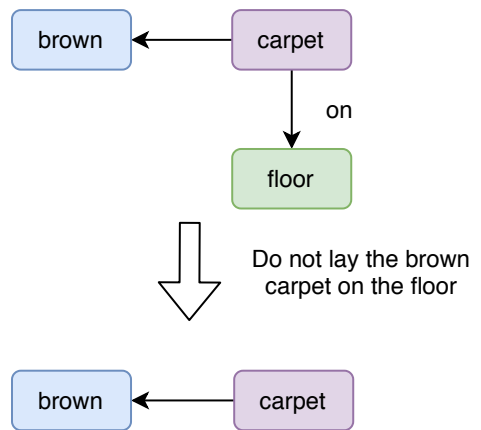 brown
carpet
on
floor
Do not lay the brown
carpet on the floor
brown
carpet